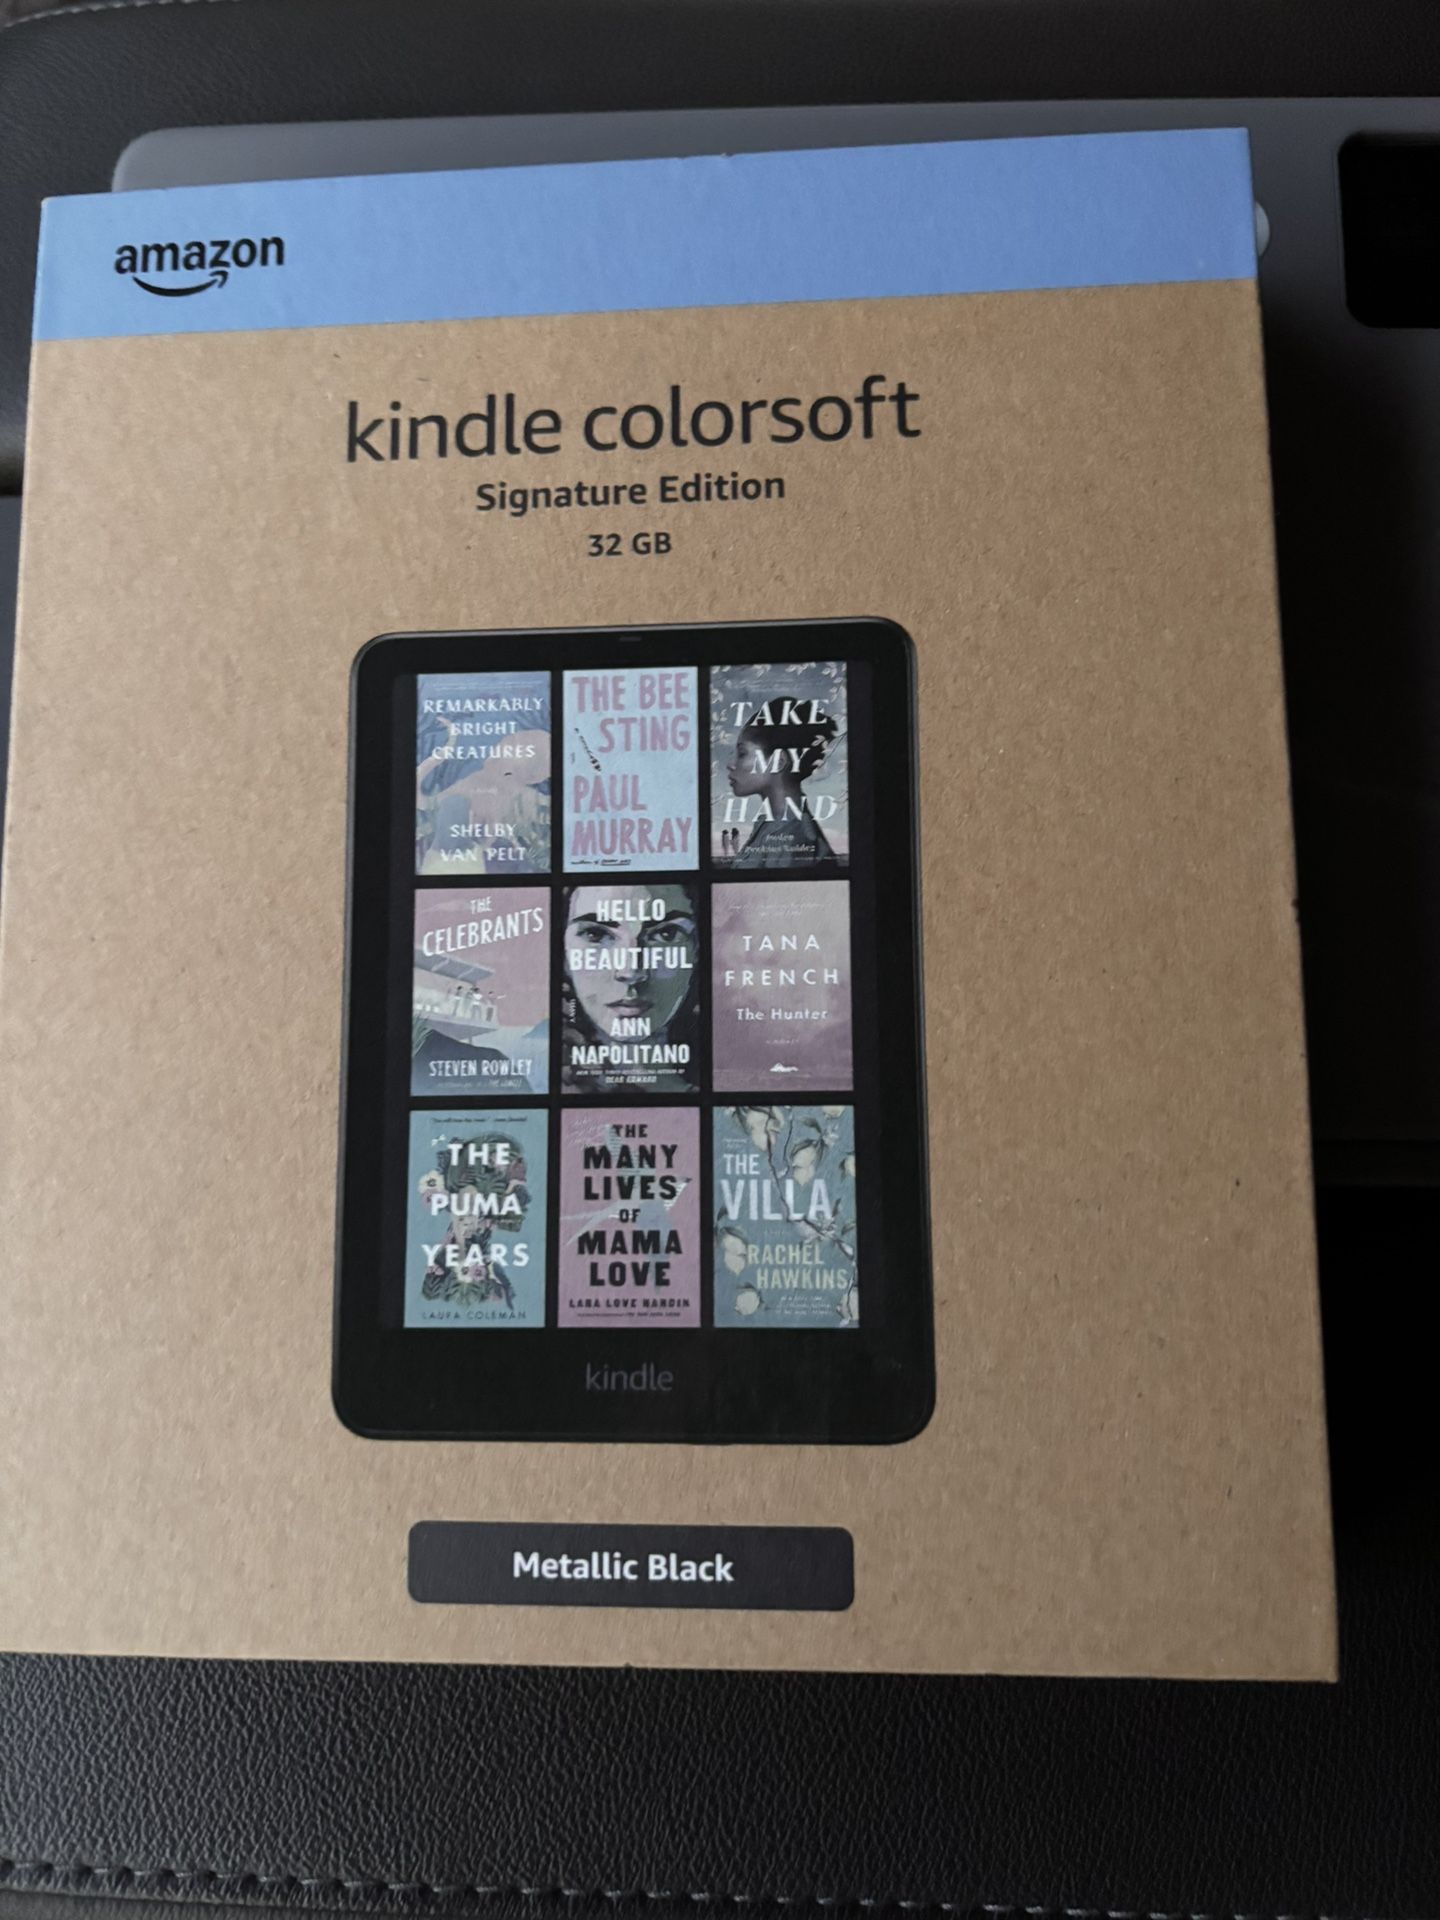 amazon
kindle colorsoft
Signature Edition
32 GB
REMARKABLY
BRIGHT
CREATURES
SHELBY
VAN PELT
THE BEE
STING
PAUL
MURRAY
TAKE
MY
HAND
THE
CELEBRANTS
STEVEN ROWLEY
HELLO
BEAUTIFUL
ANN
NAPOLITANO
TANA
FRENCH
The Hunter
THE
PUMA
YEARS
LAURA COLEMAN
THE
MANY
LIVES
OF
MAMA
LOVE
LARA LOVE HARDIN
THE
VILLA
RACHEL
HAWKINS
kindle
Metallic Black